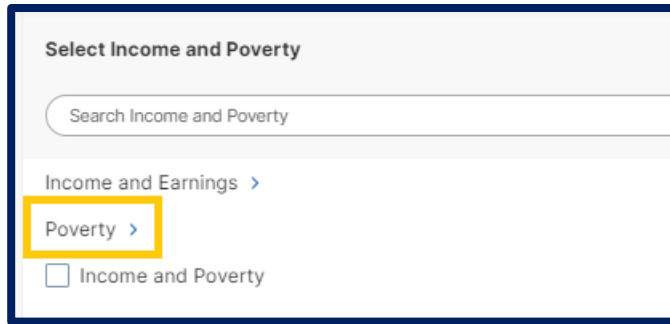 Select Income and Poverty
Search Income and Poverty
Income and Earnings >
Poverty >
Income and Poverty